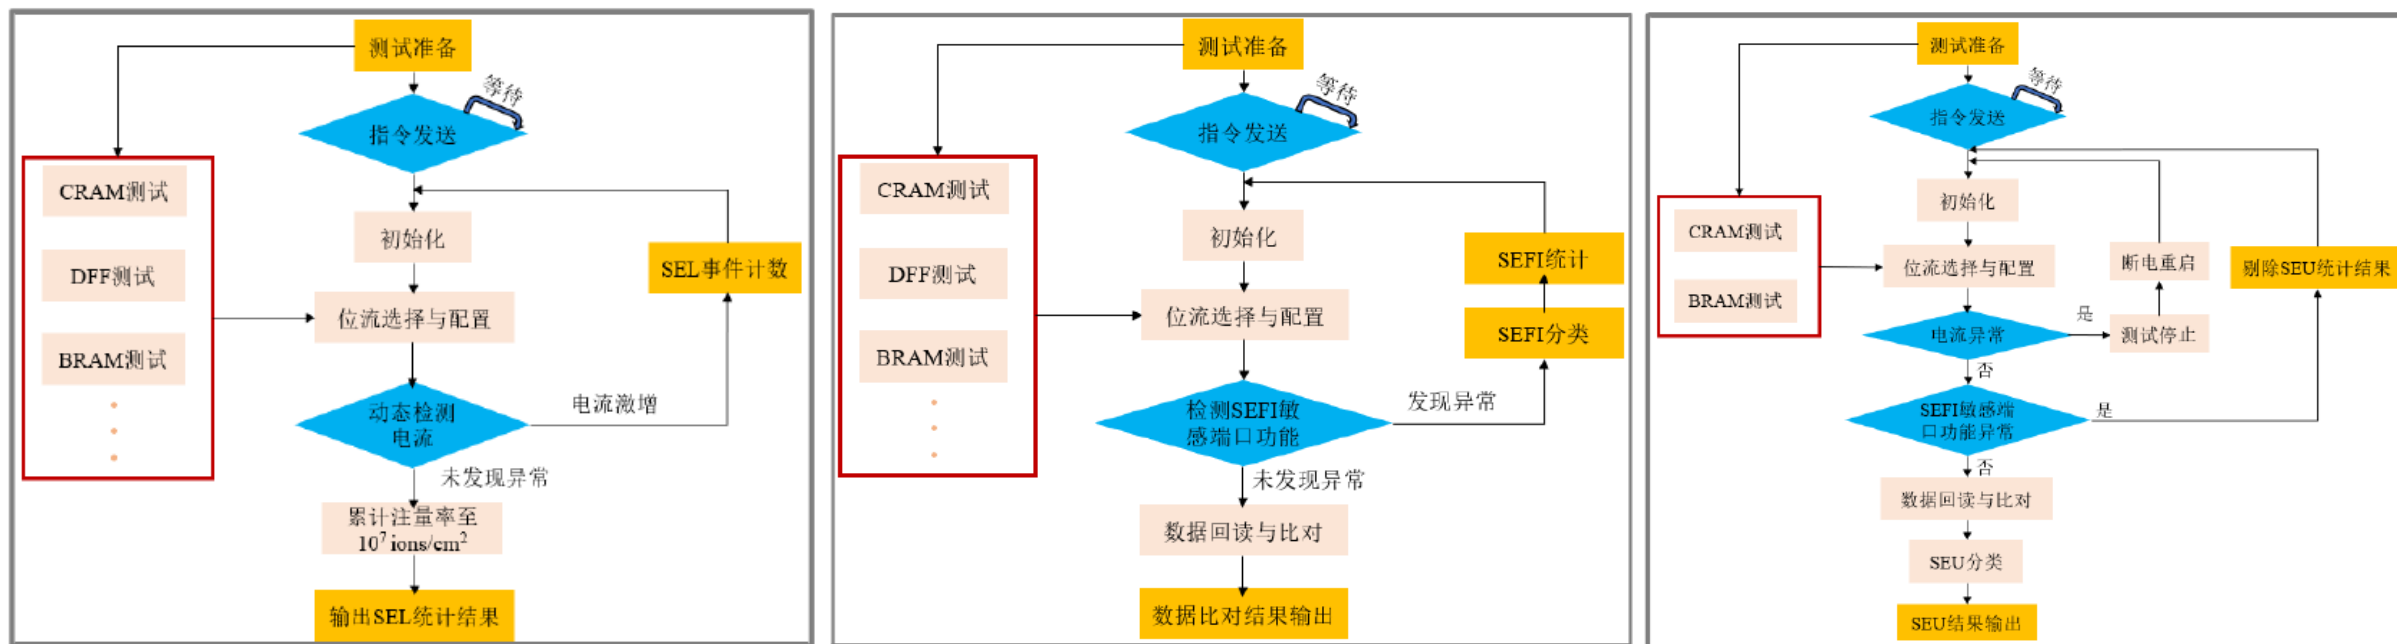 测试准备
等待
指令发送
CRAM测试
DFF测试
BRAM测试
初始化
SEL事件计数
位流选择与配置
动态检测
电流
电流激增
未发现异常
累计注量率至
10⁷ ions/cm²
输出SEL统计结果
测试准备
等待
指令发送
CRAM测试
DFF测试
BRAM测试
初始化
SEFI统计
位流选择与配置
SEFI分类
检测SEFI敏
感端口功能
发现异常
未发现异常
数据回读与比对
数据比对结果输出
测试准备
等待
指令发送
CRAM测试
BRAM测试
初始化
位流选择与配置
断电重启
剔除SEU统计结果
电流异常
是
测试停止
否
SEFI敏感端
口功能异常
是
否
数据回读与比对
SEU分类
SEU结果输出